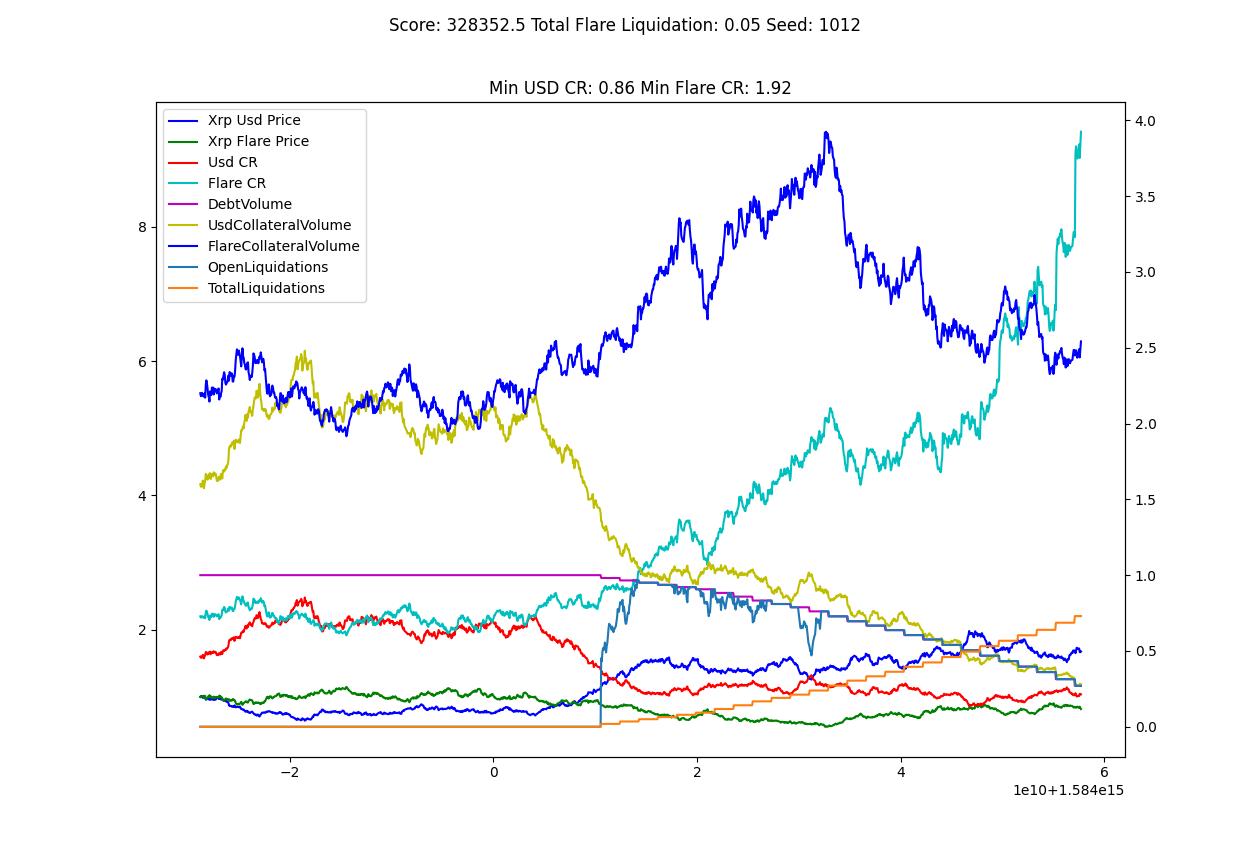 Score: 328352.5 Total Flare Liquidation: 0.05 Seed: 1012
Min USD CR: 0.86 Min Flare CR: 1.92
Xrp Usd Price
Xrp Flare Price
Usd CR
Flare CR
DebtVolume
UsdCollateralVolume
FlareCollateralVolume
OpenLiquidations
TotalLiquidations
8
6
4
2
4.0
3.5
3.0
2.5
2.0
1.5
1.0
0.5
0.0
−2 0 2 4 6
1e10+1.584e15